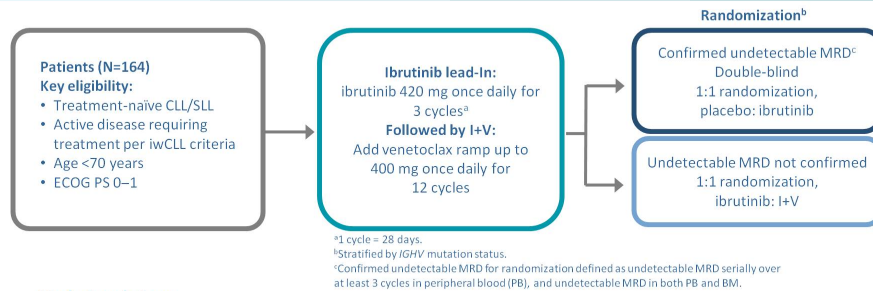 Randomizationᵇ
Patients (N=164)
Key eligibility:
• Treatment-naïve CLL/SLL
• Active disease requiring
treatment per iwCLL criteria
• Age <70 years
• ECOG PS 0–1
Ibrutinib lead-In:
ibrutinib 420 mg once daily for
3 cyclesᵃ
Followed by I+V:
Add venetoclax ramp up to
400 mg once daily for
12 cycles
Confirmed undetectable MRDᶜ
Double-blind
1:1 randomization,
placebo: ibrutinib
Undetectable MRD not confirmed
1:1 randomization,
ibrutinib: I+V
ᵃ1 cycle = 28 days.
ᵇStratified by IGHV mutation status.
ᶜConfirmed undetectable MRD for randomization defined as undetectable MRD serially over
at least 3 cycles in peripheral blood (PB), and undetectable MRD in both PB and BM.